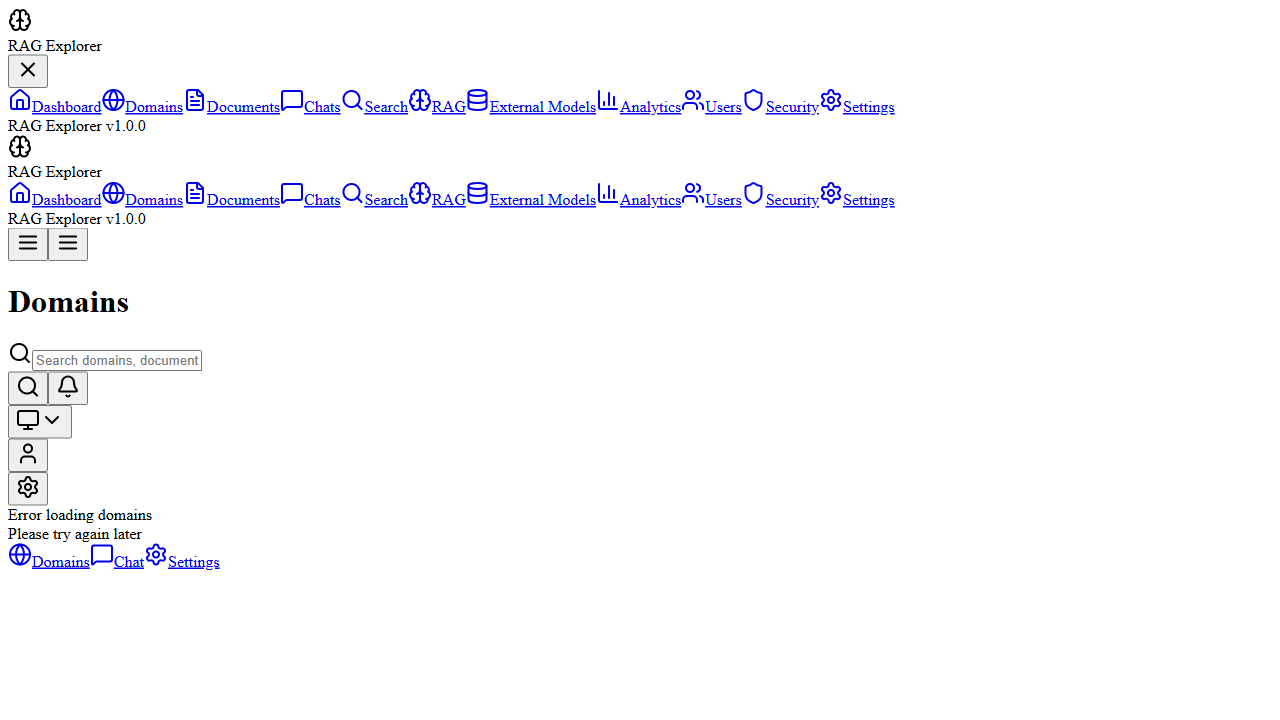 RAG Explorer
Dashboard Domains Documents Chats Search RAG External Models Analytics Users Security Settings
RAG Explorer v1.0.0
RAG Explorer
Dashboard Domains Documents Chats Search RAG External Models Analytics Users Security Settings
RAG Explorer v1.0.0
Domains
Search domains, document
Error loading domains
Please try again later
Domains Chat Settings